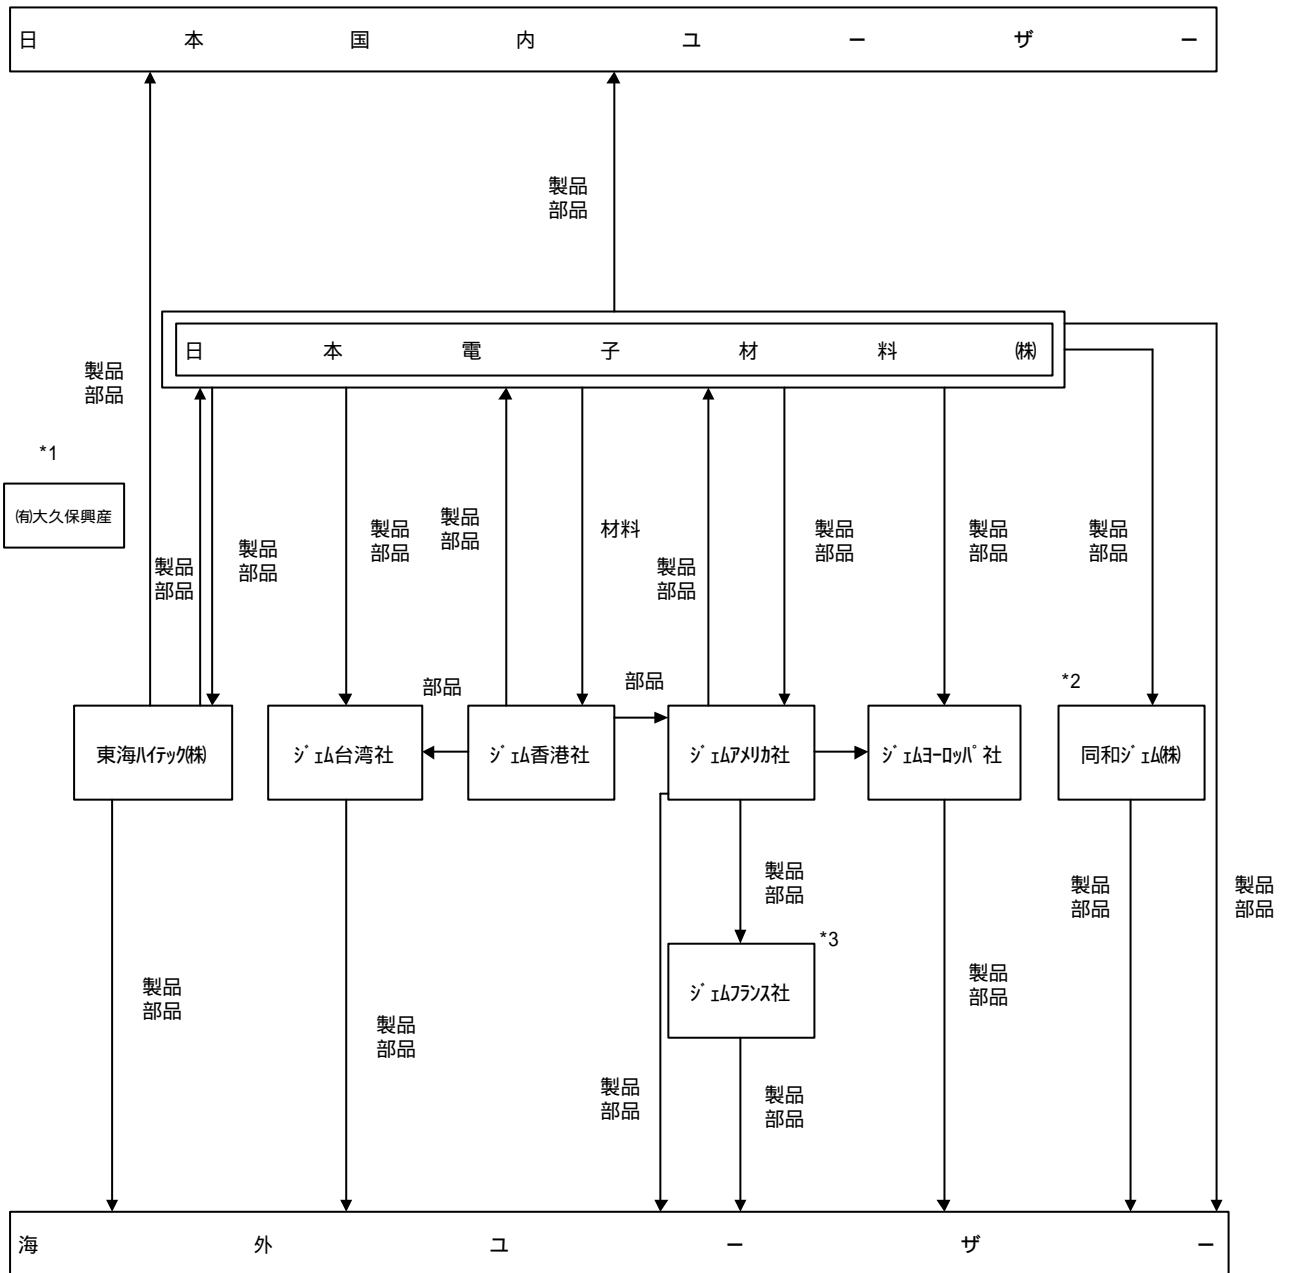 日本国内ユーザー
製品
部品
日本電子材料㈱
製品
部品
*1
㈲大久保興産
製品
部品
製品
部品
製品
部品
製品
部品
材料
製品
部品
製品
部品
製品
部品
製品
部品
部品
部品
*2
東海ﾊｲﾃｯｸ㈱
ｼﾞｪﾑ台湾社
ｼﾞｪﾑ香港社
ｼﾞｪﾑｱﾒﾘｶ社
ｼﾞｪﾑﾖｰﾛｯﾊﾟ社
同和ｼﾞｪﾑ㈱
製品
部品
製品
部品
製品
部品
*3
ｼﾞｪﾑﾌﾗﾝｽ社
製品
部品
製品
部品
製品
部品
製品
部品
製品
部品
海外ユーザー